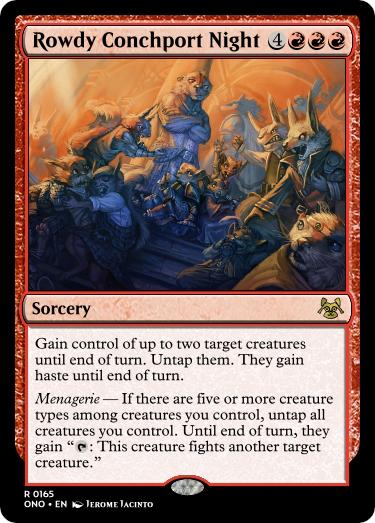 Rowdy Conchport Night 4
Sorcery
Gain control of up to two target creatures
until end of turn. Untap them. They gain
haste until end of turn.
Menagerie — If there are five or more creature
types among creatures you control, untap all
creatures you control. Until end of turn, they
gain “: This creature fights another target
creature.”
R 0165
ONO • EN Jerome Jacinto